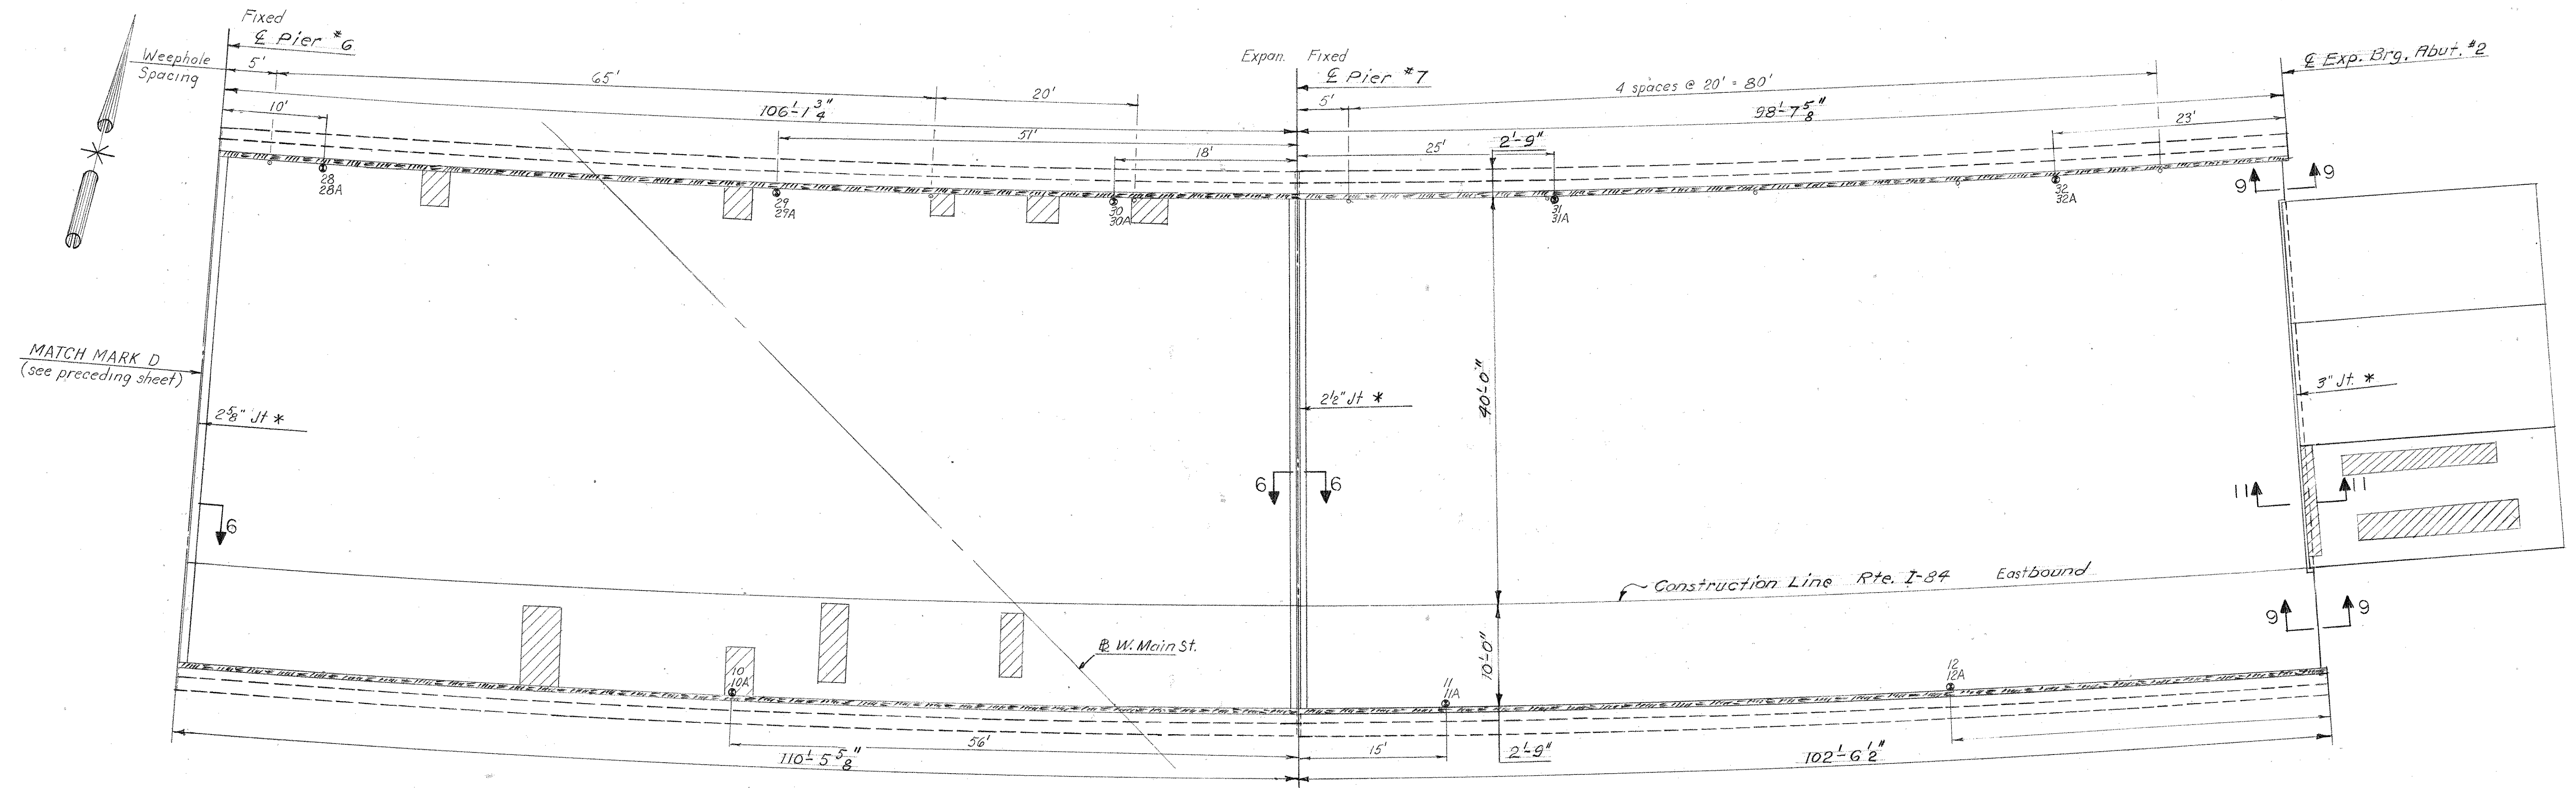 Fixed
℄ Pier #6
Weephole
Spacing
5'
65'
20'
10'
106'-1 3/4"
51'
18'
Expan. Fixed
℄ Pier #7
5'
4 spaces @ 20' = 80'
98'-7 5/8"
℄ Exp. Brg. Abut. #2
25'
2'-9"
23'
28
28A
29
29A
30
30A
31
31A
32
32A
9
9
MATCH MARK D
(see preceding sheet)
2 5/8" Jt *
2 1/2" Jt *
40'-0"
3" Jt. *
6
6
6
11
11
Construction Line Rte. I-84 Eastbound
9
9
℄ W. Main St.
10'-0"
10
10A
11
11A
12
12A
56'
15'
2'-9"
110'-5 5/8"
102'-6 1/2"